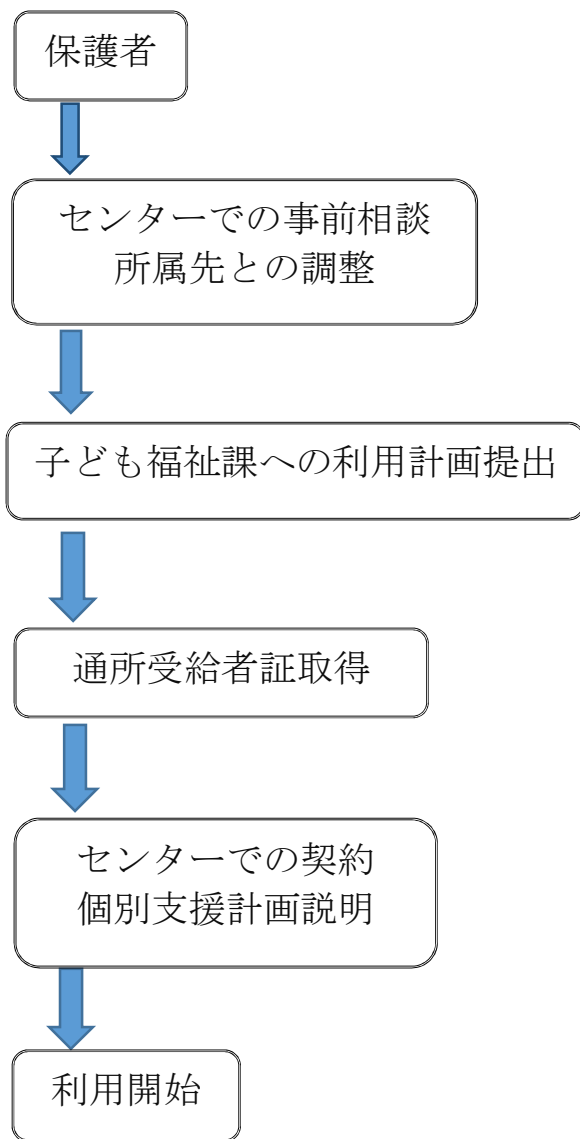 保護者
センターでの事前相談
所属先との調整
子ども福祉課への利用計画提出
通所受給者証取得
センターでの契約
個別支援計画説明
利用開始